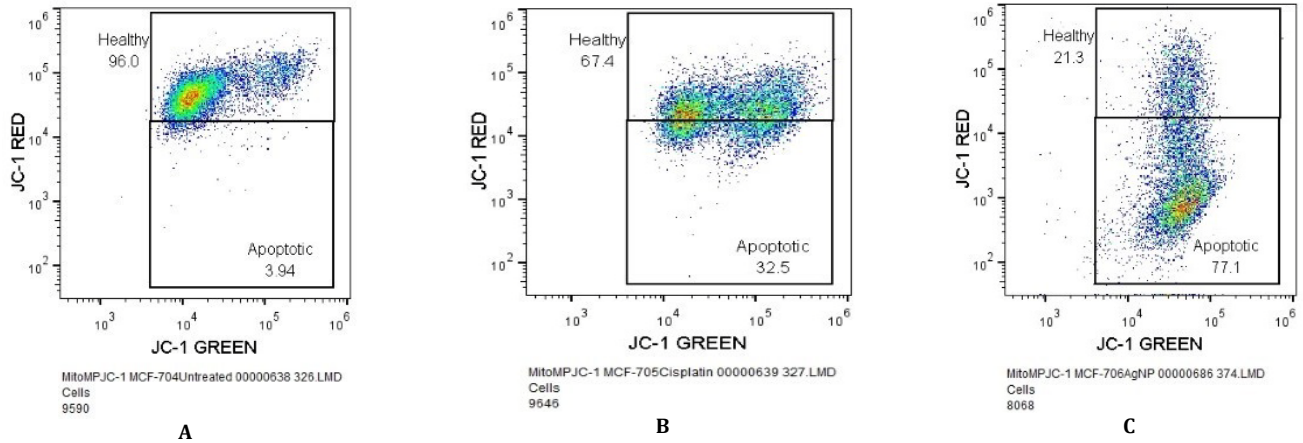 10⁶
10⁵
10⁴
10³
10²
JC-1 RED
Healthy
96.0
Apoptotic
3.94
10³ 10⁴ 10⁵ 10⁶
JC-1 GREEN
MitoMPJC-1 MCF-704Untreated 00000638 326.LMD
Cells
9590
A
10⁶
10⁵
10⁴
10³
10²
JC-1 RED
Healthy
67.4
Apoptotic
32.5
10³ 10⁴ 10⁵ 10⁶
JC-1 GREEN
MitoMPJC-1 MCF-705Cisplatin 00000639 327.LMD
Cells
9646
B
10⁶
10⁵
10⁴
10³
10²
JC-1 RED
Healthy
21.3
Apoptotic
77.1
10³ 10⁴ 10⁵ 10⁶
JC-1 GREEN
MitoMPJC-1 MCF-706AgNP 00000686 374.LMD
Cells
8068
C